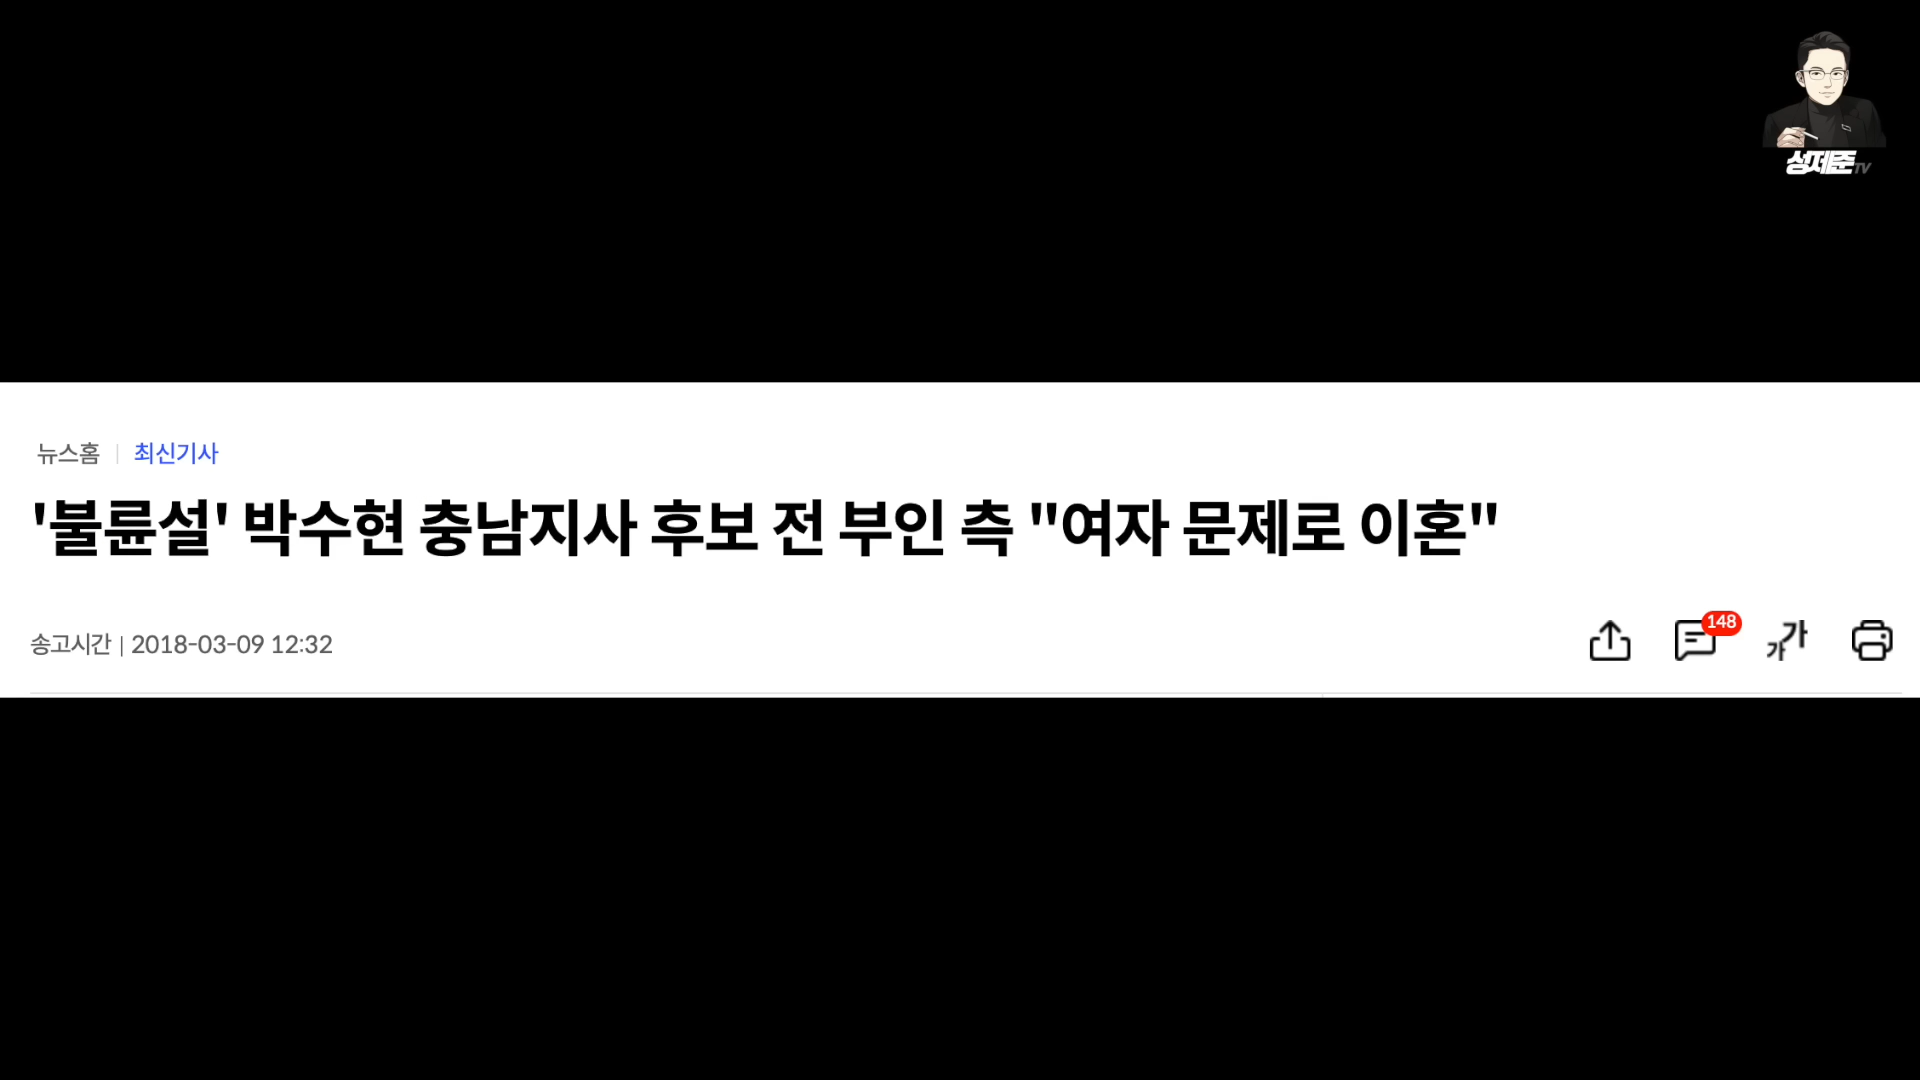 성제준TV
뉴스홈 | 최신기사
'불륜설' 박수현 충남지사 후보 전 부인 측 "여자 문제로 이혼"
송고시간 | 2018-03-09 12:32
148
가가